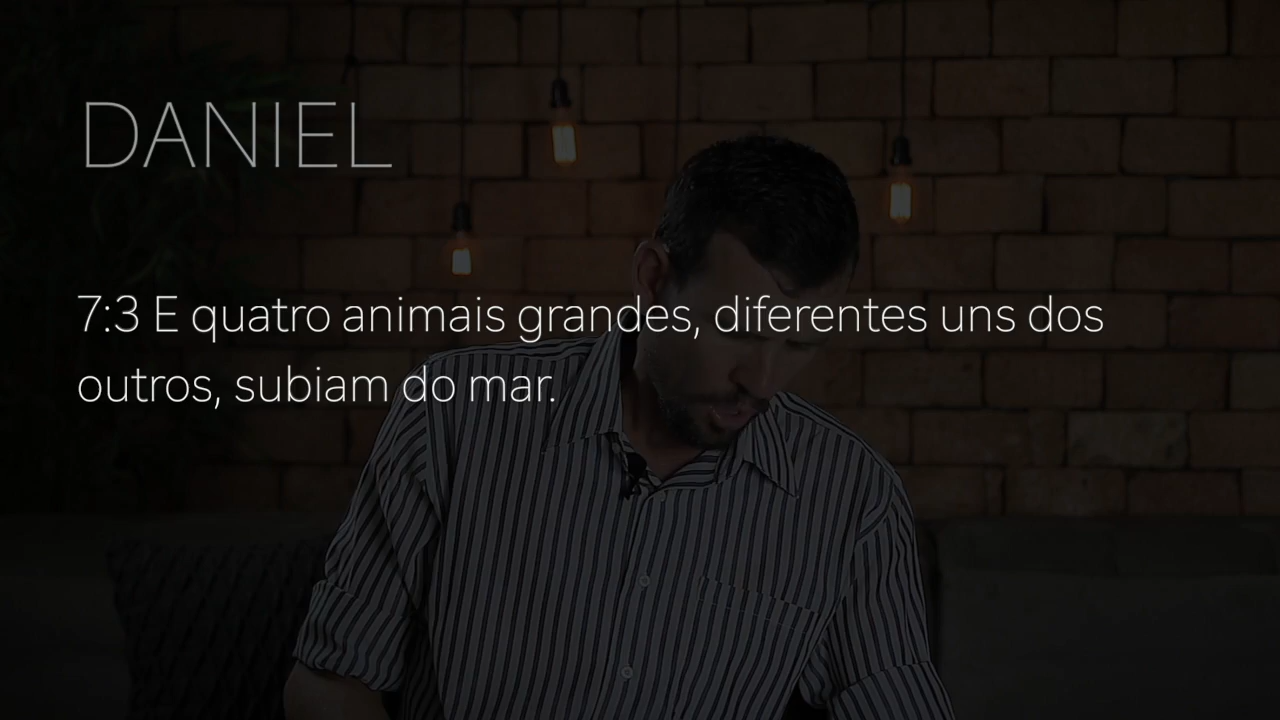 DANIEL
7:3 E quatro animais grandes, diferentes uns dos
outros, subiam do mar.